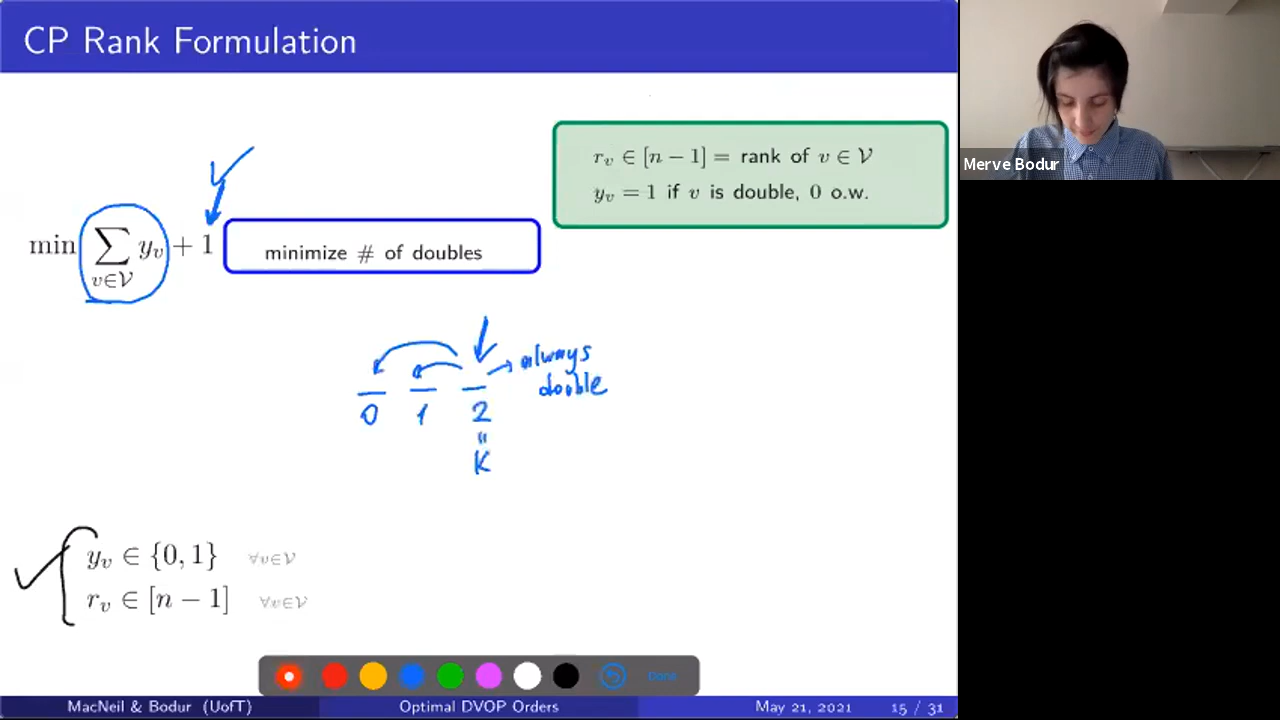 CP Rank Formulation
r_v ∈ [n − 1] = rank of v ∈ 𝒱
y_v = 1 if v is double, 0 o.w.
Merve Bodur
min ∑_{v∈𝒱} y_v + 1
minimize # of doubles
always
double
0 1 2
"
K
y_v ∈ {0, 1} ∀v∈𝒱
r_v ∈ [n − 1] ∀v∈𝒱
Done
MacNeil & Bodur (UofT) Optimal DVOP Orders May 21, 2021 15 / 31